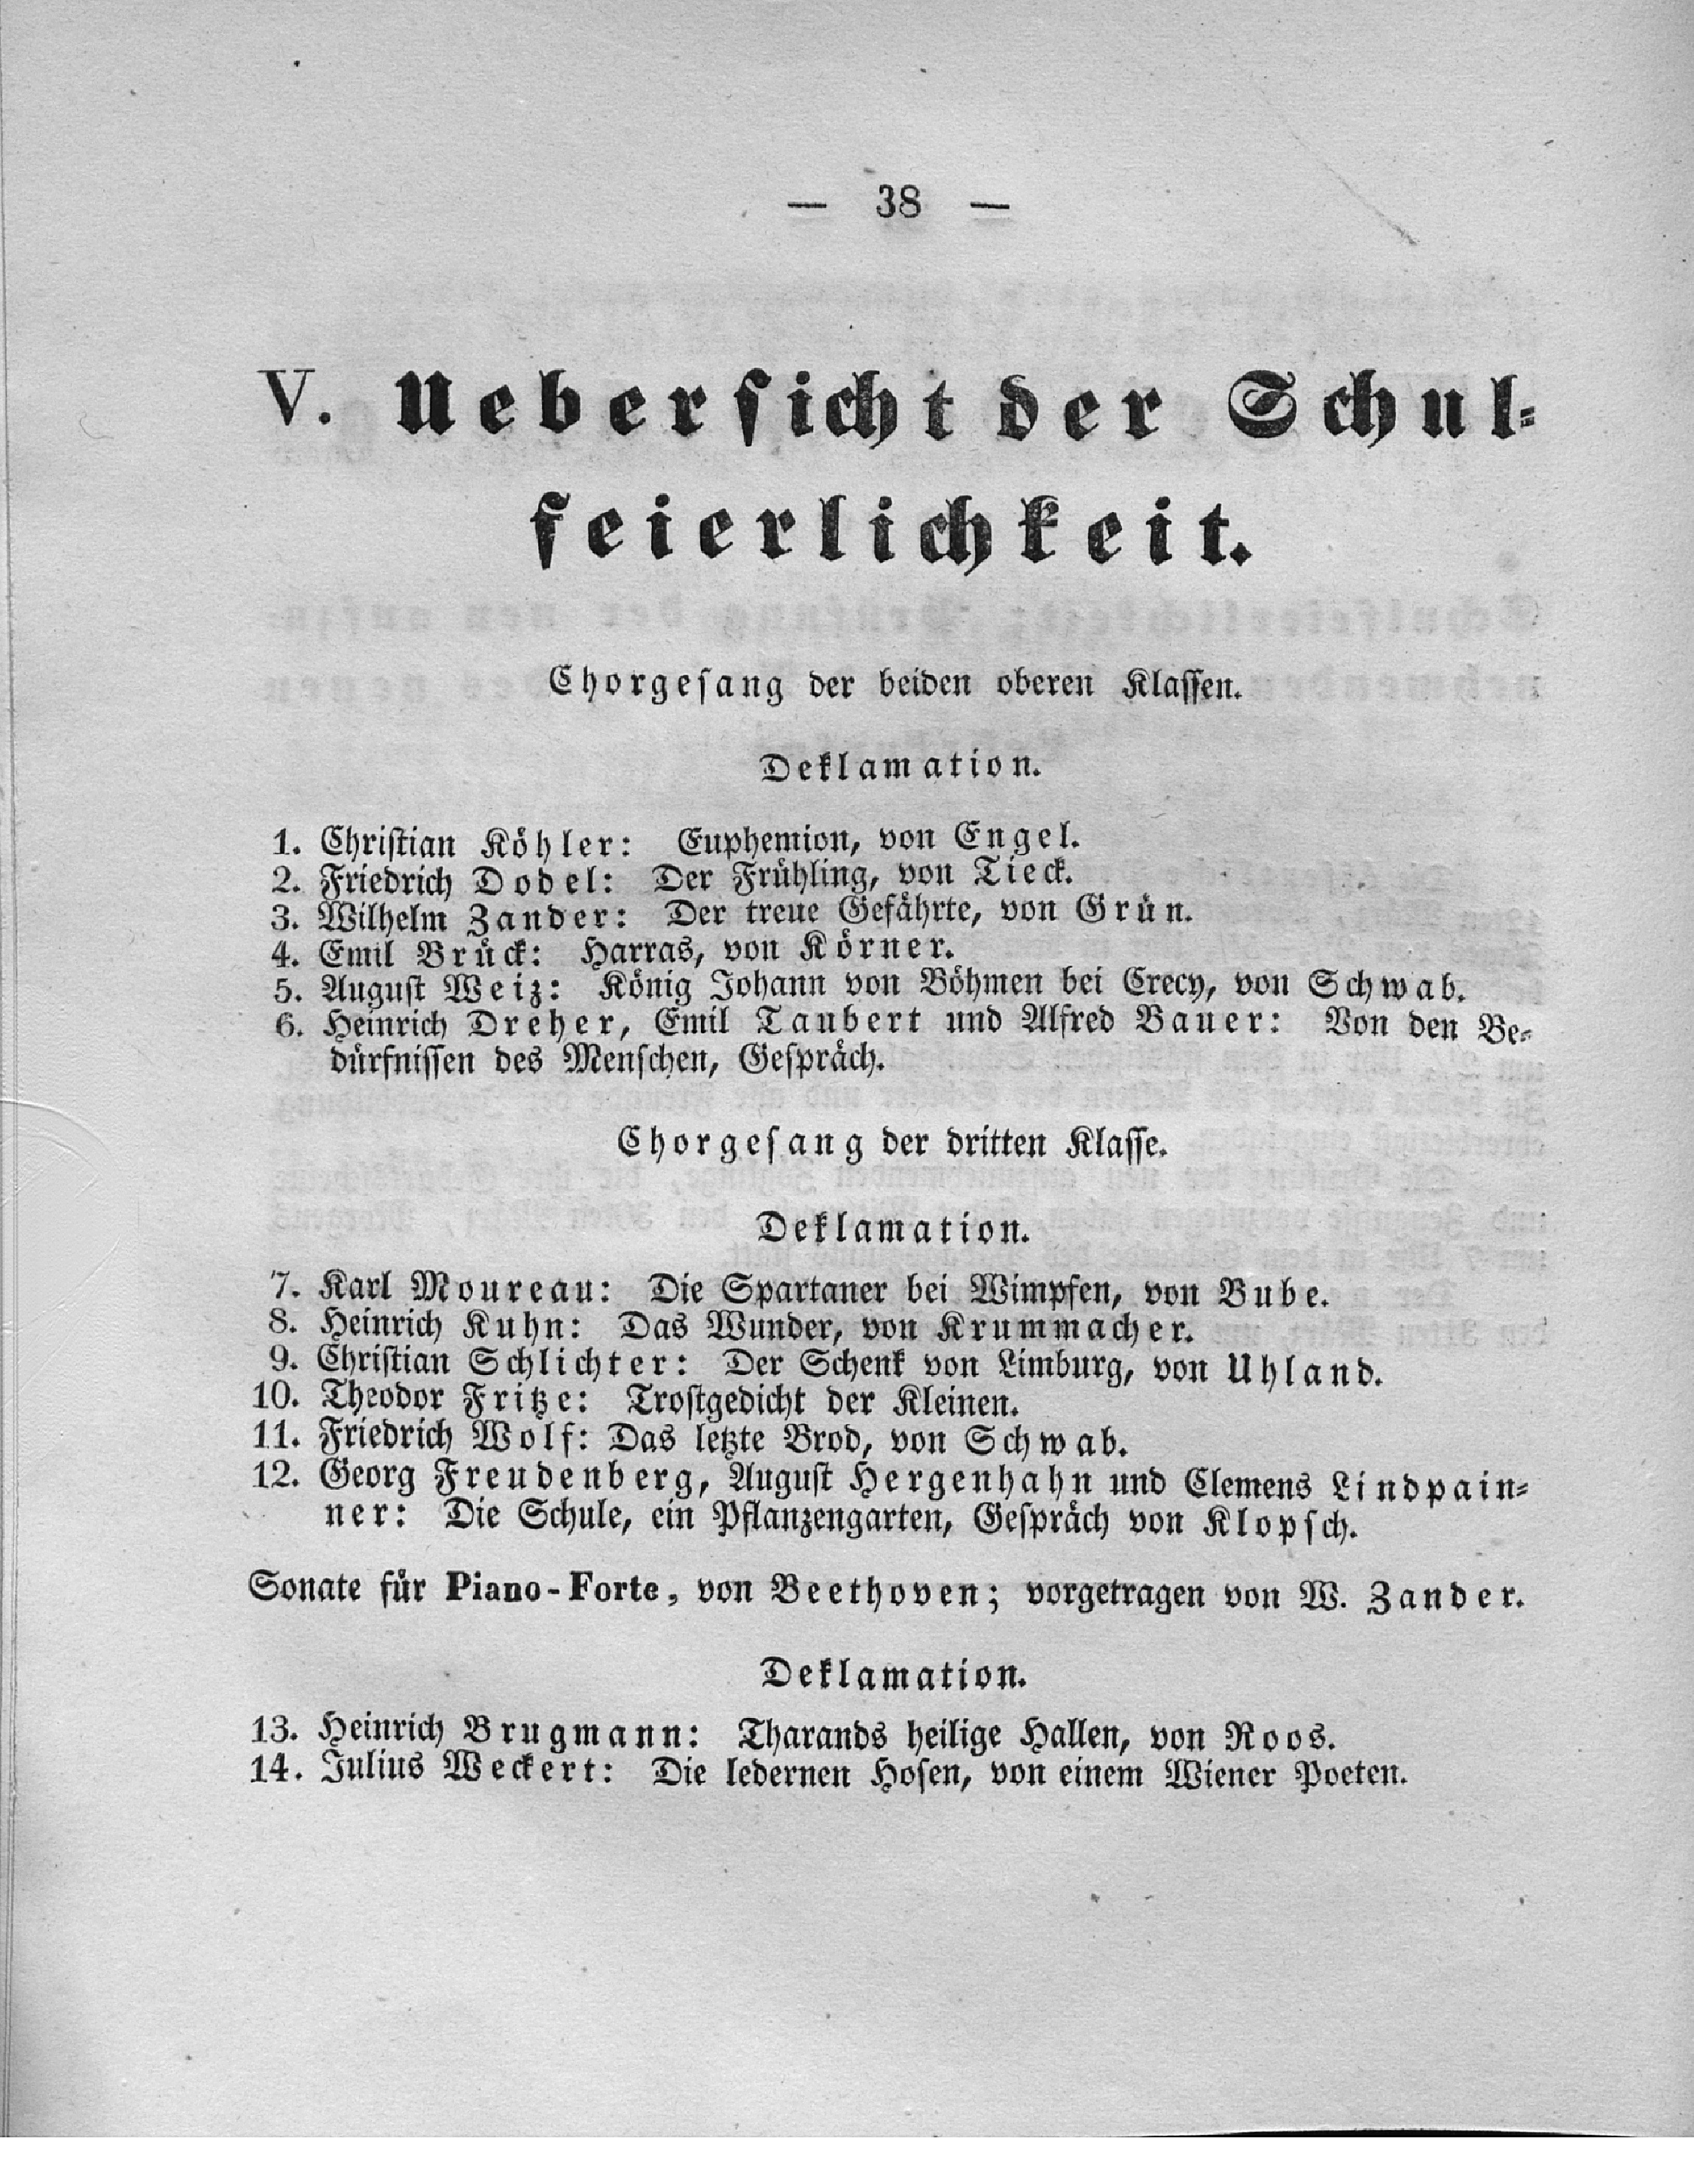 — 38 —
V. Uebersicht der Schul-
feierlichkeit.
Chorgesang der beiden oberen Klassen.
Deklamation.
1. Christian Köhler: Euphemion, von Engel.
2. Friedrich Dodel: Der Frühling, von Tieck.
3. Wilhelm Zander: Der treue Gefährte, von Grün.
4. Emil Brück: Harras, von Körner.
5. August Weiz: König Johann von Böhmen bei Crecy, von Schwab.
6. Heinrich Dreher, Emil Taubert und Alfred Bauer: Von den Be-
dürfnissen des Menschen, Gespräch.
Chorgesang der dritten Klasse.
Deklamation.
7. Karl Moureau: Die Spartaner bei Wimpfen, von Bube.
8. Heinrich Kuhn: Das Wunder, von Krummacher.
9. Christian Schlichter: Der Schenk von Limburg, von Uhland.
10. Theodor Fritze: Trostgedicht der Kleinen.
11. Friedrich Wolf: Das letzte Brod, von Schwab.
12. Georg Freudenberg, August Hergenhahn und Clemens Lindpain-
ner: Die Schule, ein Pflanzengarten, Gespräch von Klopsch.
Sonate für Piano-Forte, von Beethoven; vorgetragen von W. Zander.
Deklamation.
13. Heinrich Brugmann: Tharands heilige Hallen, von Roos.
14. Julius Weckert: Die ledernen Hosen, von einem Wiener Poeten.